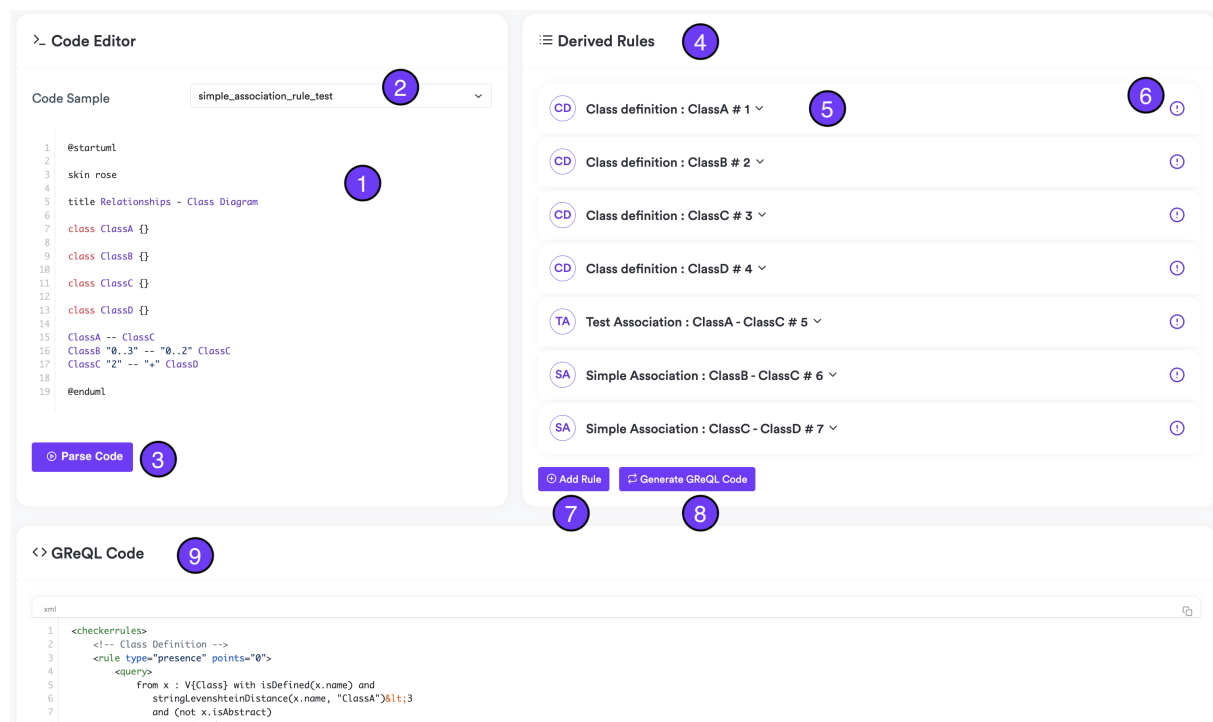 >_ Code Editor
2
Code Sample
simple_association_rule_test
1
1 @startuml
2
3 skin rose
4
5 title Relationships - Class Diagram
6
7 class ClassA {}
8
9 class ClassB {}
10
11 class ClassC {}
12
13 class ClassD {}
14
15 ClassA -- ClassC
16 ClassB "0..3" -- "0..2" ClassC
17 ClassC "2" -- "+" ClassD
18
19 @enduml
Parse Code
3
Derived Rules
4
CD Class definition : ClassA # 1
5
6
CD Class definition : ClassB # 2
CD Class definition : ClassC # 3
CD Class definition : ClassD # 4
TA Test Association : ClassA - ClassC # 5
SA Simple Association : ClassB - ClassC # 6
SA Simple Association : ClassC - ClassD # 7
Add Rule
Generate GReQL Code
7
8
<> GReQL Code
9
xml
1 <checkerrules>
2 <!-- Class Definition -->
3 <rule type="presence" points="0">
4 <query>
5 from x : V{Class} with isDefined(x.name) and
6 stringLevenshteinDistance(x.name, "ClassA")&lt;3
7 and (not x.isAbstract)